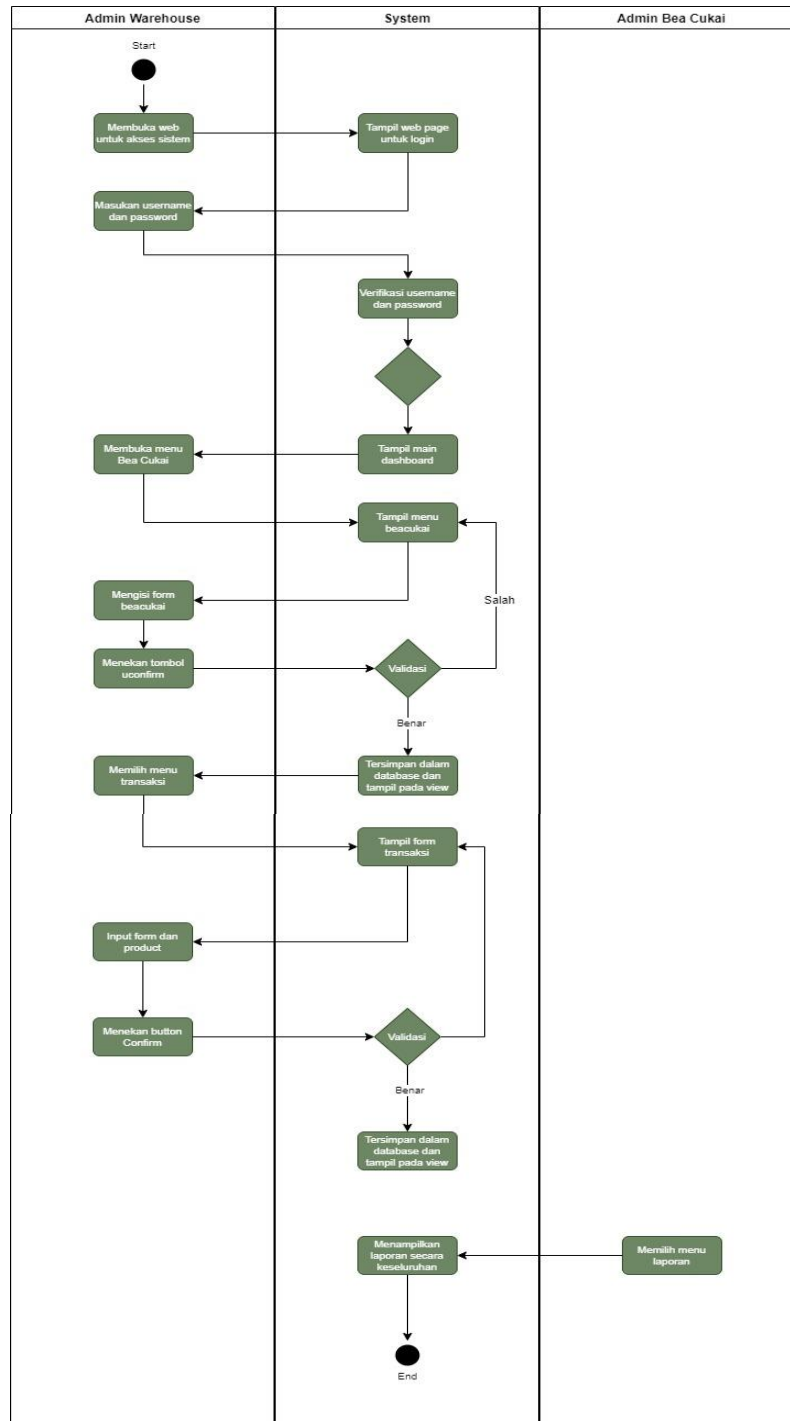 Admin Warehouse
System
Admin Bea Cukai
Start
Membuka web
untuk akses sistem
Tampil web page
untuk login
Masukan username
dan password
Verifikasi username
dan password
Membuka menu
Bea Cukai
Tampil main
dashboard
Tampil menu
beacukai
Mengisi form
beacukai
Salah
Menekan tombol
uconfirm
Validasi
Benar
Memilih menu
transaksi
Tersimpan dalam
database dan
tampil pada view
Tampil form
transaksi
Input form dan
product
Menekan button
Confirm
Validasi
Benar
Tersimpan dalam
database dan
tampil pada view
Menampilkan
laporan secara
keseluruhan
Memilih menu
laporan
End